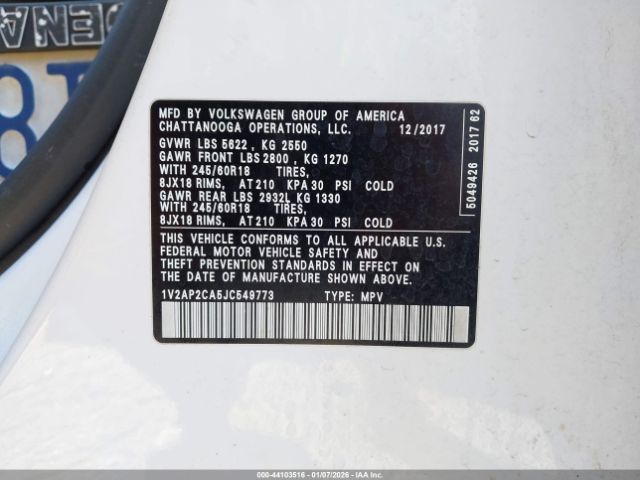 MFD BY VOLKSWAGEN GROUP OF AMERICA
CHATTANOOGA OPERATIONS, LLC. 12/2017
GVWR LBS 5622 , KG 2550
GAWR FRONT LBS 2800 , KG 1270
WITH 245/60R18 TIRES,
8JX18 RIMS, AT 210 KPA 30 PSI COLD
GAWR REAR LBS 2932L KG 1330
WITH 245/60R18 TIRES,
8JX18 RIMS, AT 210 KPA 30 PSI COLD
THIS VEHICLE CONFORMS TO ALL APPLICABLE U.S.
FEDERAL MOTOR VEHICLE SAFETY AND
THEFT PREVENTION STANDARDS IN EFFECT ON
THE DATE OF MANUFACTURE SHOWN ABOVE.
1V2AP2CA5JC549773 TYPE: MPV
5049426 2017 62
000-44103516 - 01/07/2026 - IAA Inc.